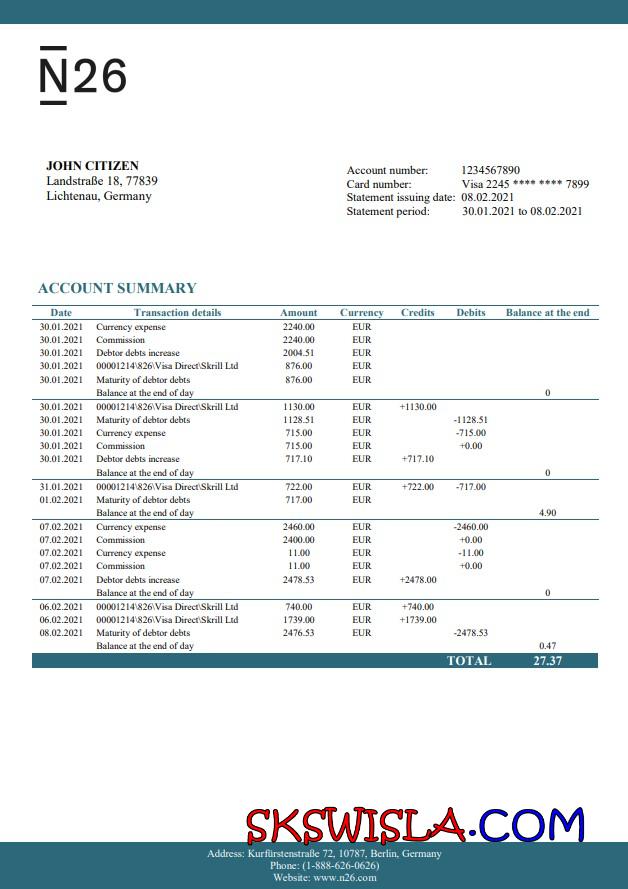 N26
JOHN CITIZEN
Landstraße 18, 77839
Lichtenau, Germany
Account number: 1234567890
Card number: Visa 2245 **** **** 7899
Statement issuing date: 08.02.2021
Statement period: 30.01.2021 to 08.02.2021
ACCOUNT SUMMARY
Date Transaction details Amount Currency Credits Debits Balance at the end
30.01.2021 Currency expense 2240.00 EUR
30.01.2021 Commission 2240.00 EUR
30.01.2021 Debtor debts increase 2004.51 EUR
30.01.2021 00001214\826\Visa Direct\Skrill Ltd 876.00 EUR
30.01.2021 Maturity of debtor debts 876.00 EUR
Balance at the end of day 0
30.01.2021 00001214\826\Visa Direct\Skrill Ltd 1130.00 EUR +1130.00
30.01.2021 Maturity of debtor debts 1128.51 EUR -1128.51
30.01.2021 Currency expense 715.00 EUR -715.00
30.01.2021 Commission 715.00 EUR +0.00
30.01.2021 Debtor debts increase 717.10 EUR +717.10
Balance at the end of day 0
31.01.2021 00001214\826\Visa Direct\Skrill Ltd 722.00 EUR +722.00 -717.00
01.02.2021 Maturity of debtor debts 717.00 EUR
Balance at the end of day 4.90
07.02.2021 Currency expense 2460.00 EUR -2460.00
07.02.2021 Commission 2400.00 EUR +0.00
07.02.2021 Currency expense 11.00 EUR -11.00
07.02.2021 Commission 11.00 EUR +0.00
07.02.2021 Debtor debts increase 2478.53 EUR +2478.00
Balance at the end of day 0
06.02.2021 00001214\826\Visa Direct\Skrill Ltd 740.00 EUR +740.00
06.02.2021 00001214\826\Visa Direct\Skrill Ltd 1739.00 EUR +1739.00
08.02.2021 Maturity of debtor debts 2476.53 EUR -2478.53
Balance at the end of day 0.47
TOTAL 27.37
SKSWISLA.COM
Address: Kurfürstenstraße 72, 10787, Berlin, Germany
Phone: (1-888-626-0626)
Website: www.n26.com